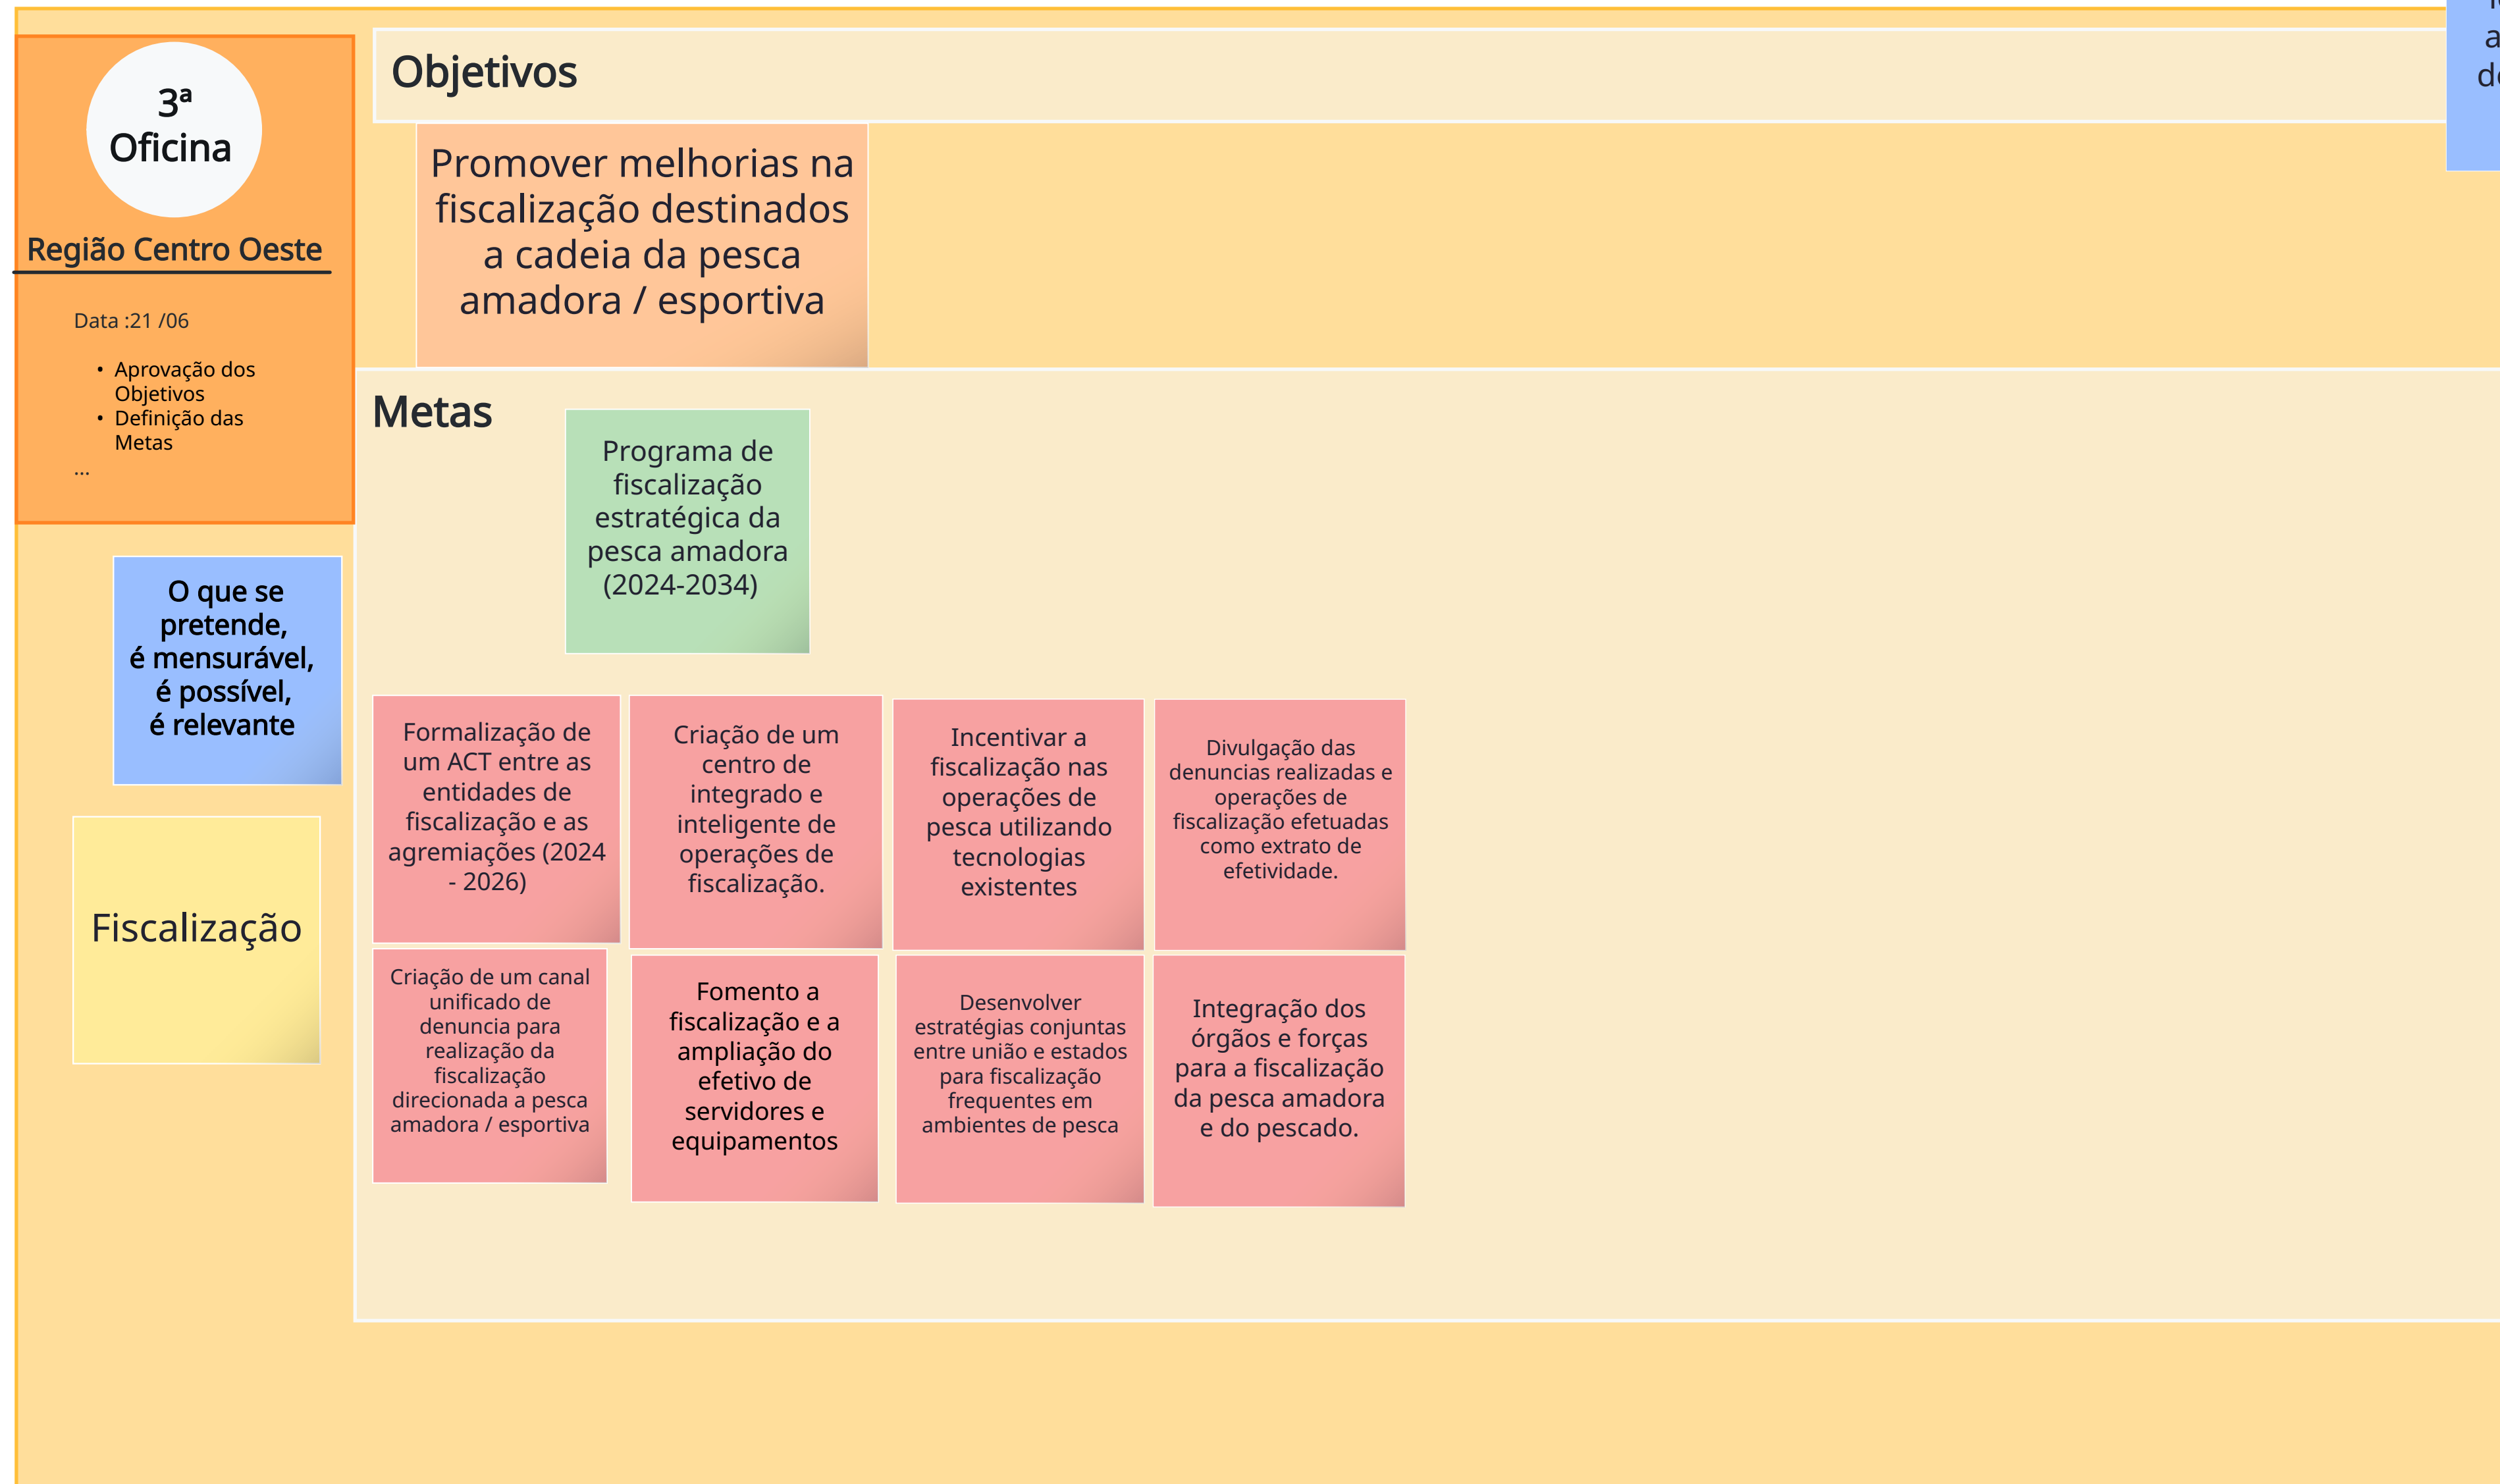 3ª
Oficina
Região Centro Oeste
Data :21 /06
• Aprovação dos
Objetivos
• Definição das
Metas
...
O que se
pretende,
é mensurável,
é possível,
é relevante
Fiscalização
Objetivos
Promover melhorias na
fiscalização destinados
a cadeia da pesca
amadora / esportiva
Metas
Programa de
fiscalização
estratégica da
pesca amadora
(2024-2034)
Formalização de
um ACT entre as
entidades de
fiscalização e as
agremiações (2024
- 2026)
Criação de um
centro de
integrado e
inteligente de
operações de
fiscalização.
Incentivar a
fiscalização nas
operações de
pesca utilizando
tecnologias
existentes
Divulgação das
denuncias realizadas e
operações de
fiscalização efetuadas
como extrato de
efetividade.
Criação de um canal
unificado de
denuncia para
realização da
fiscalização
direcionada a pesca
amadora / esportiva
Fomento a
fiscalização e a
ampliação do
efetivo de
servidores e
equipamentos
Desenvolver
estratégias conjuntas
entre união e estados
para fiscalização
frequentes em
ambientes de pesca
Integração dos
órgãos e forças
para a fiscalização
da pesca amadora
e do pescado.